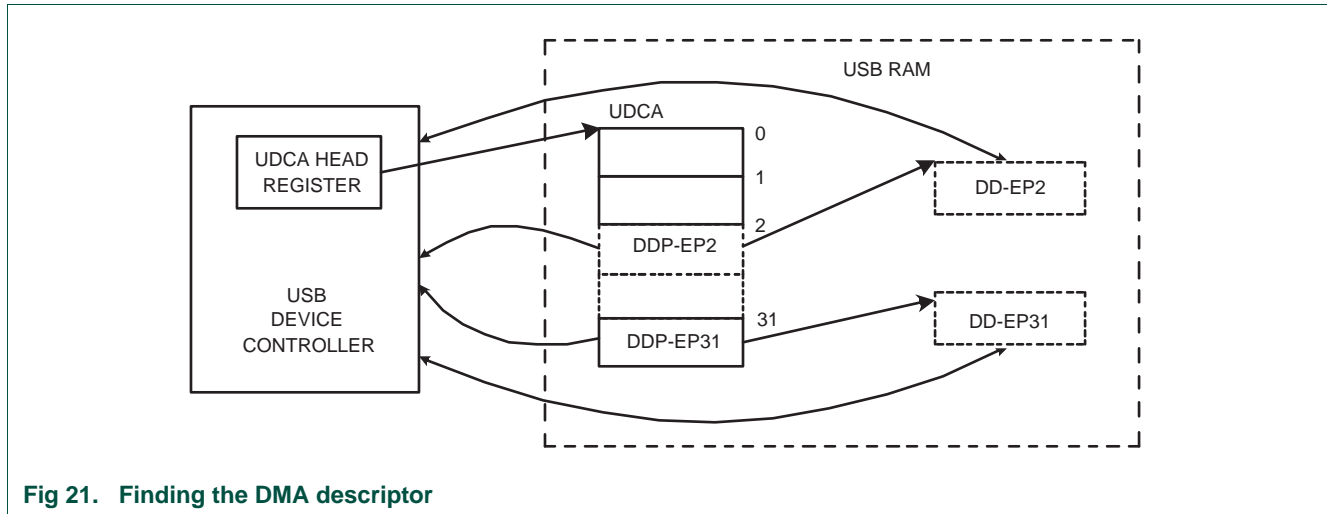 USB RAM
UDCA
0
UDCA HEAD
REGISTER
1
DD-EP2
2
DDP-EP2
USB
DEVICE
CONTROLLER
31
DD-EP31
DDP-EP31
Fig 21. Finding the DMA descriptor